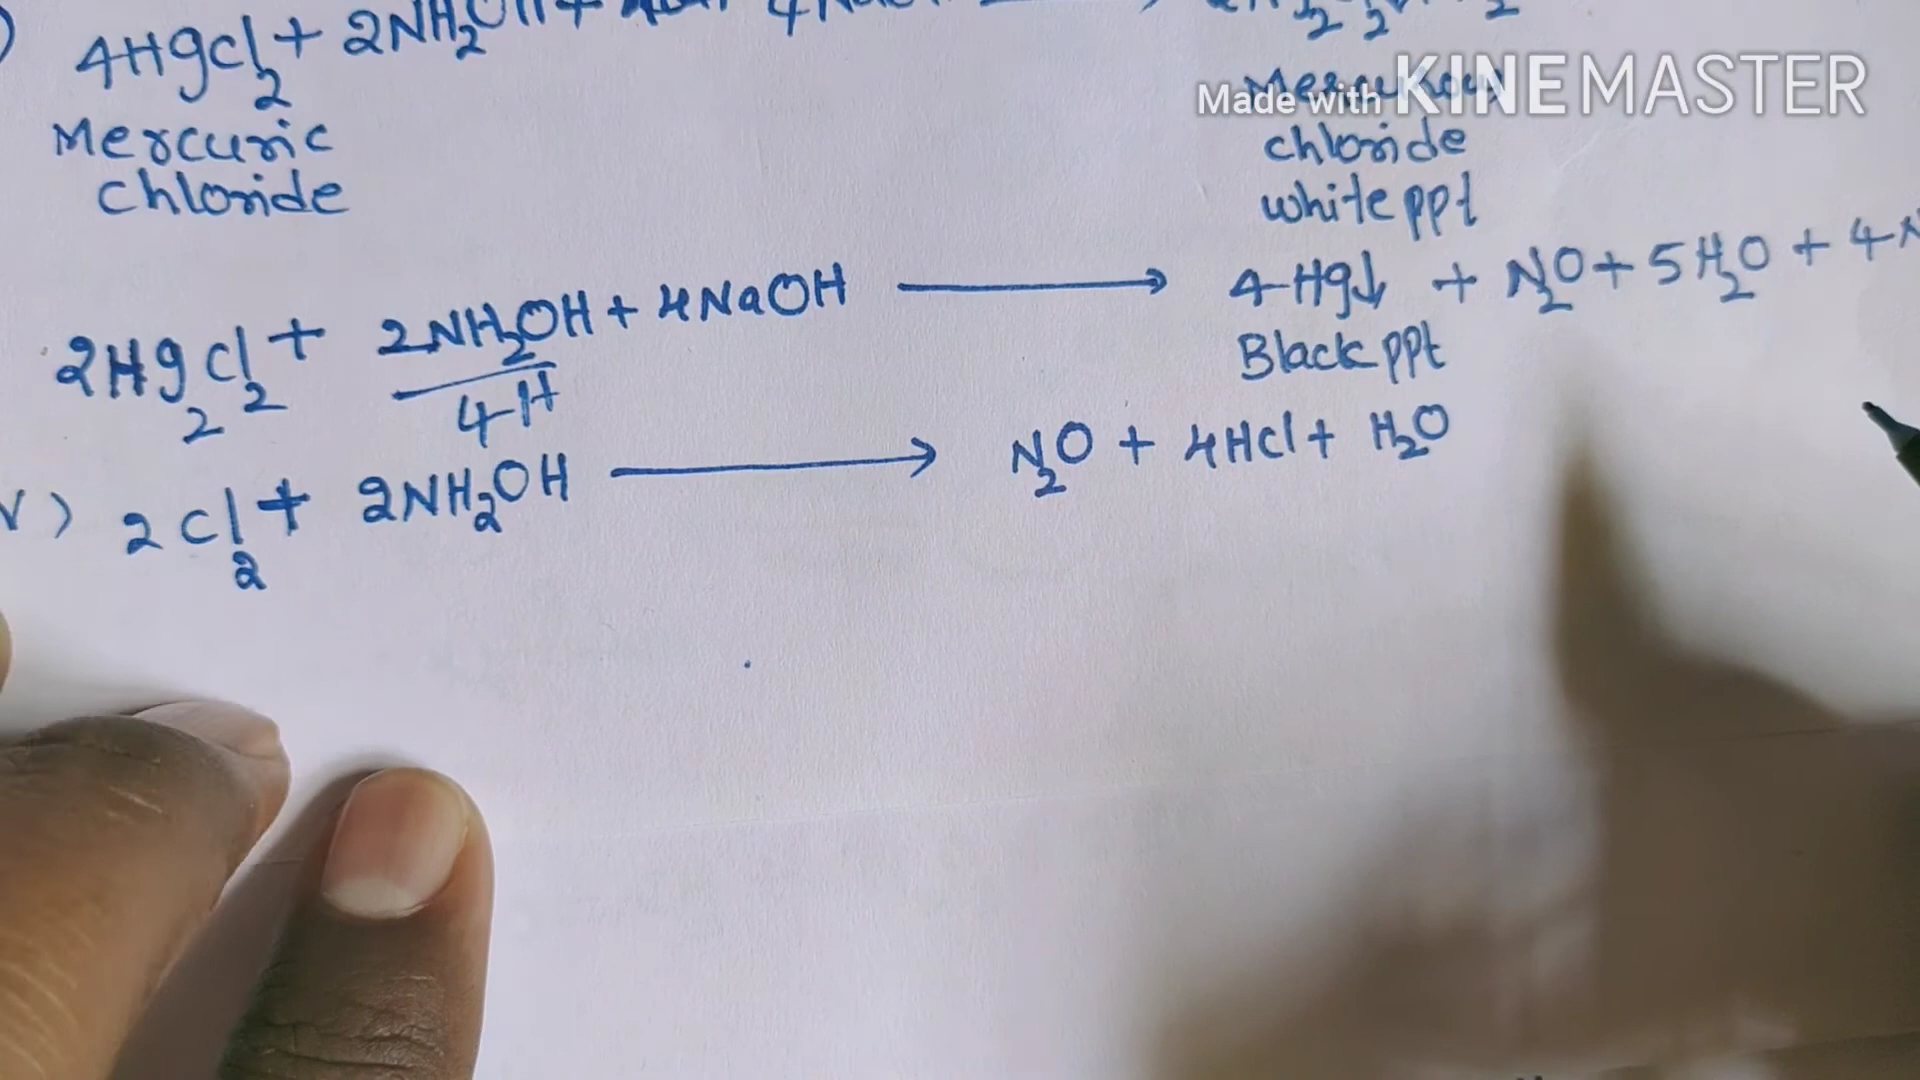 4HgCl2 + 2NH2OH +
Made with KINEMASTER
Mercuric
Chloride
chloride
white ppt
2Hg2Cl2 + 2NH2OH + 4NaOH → 4Hg↓ + N2O + 5H2O + 4N
4H
Black ppt
V) 2Cl2 + 2NH2OH → N2O + 4HCl + H2O